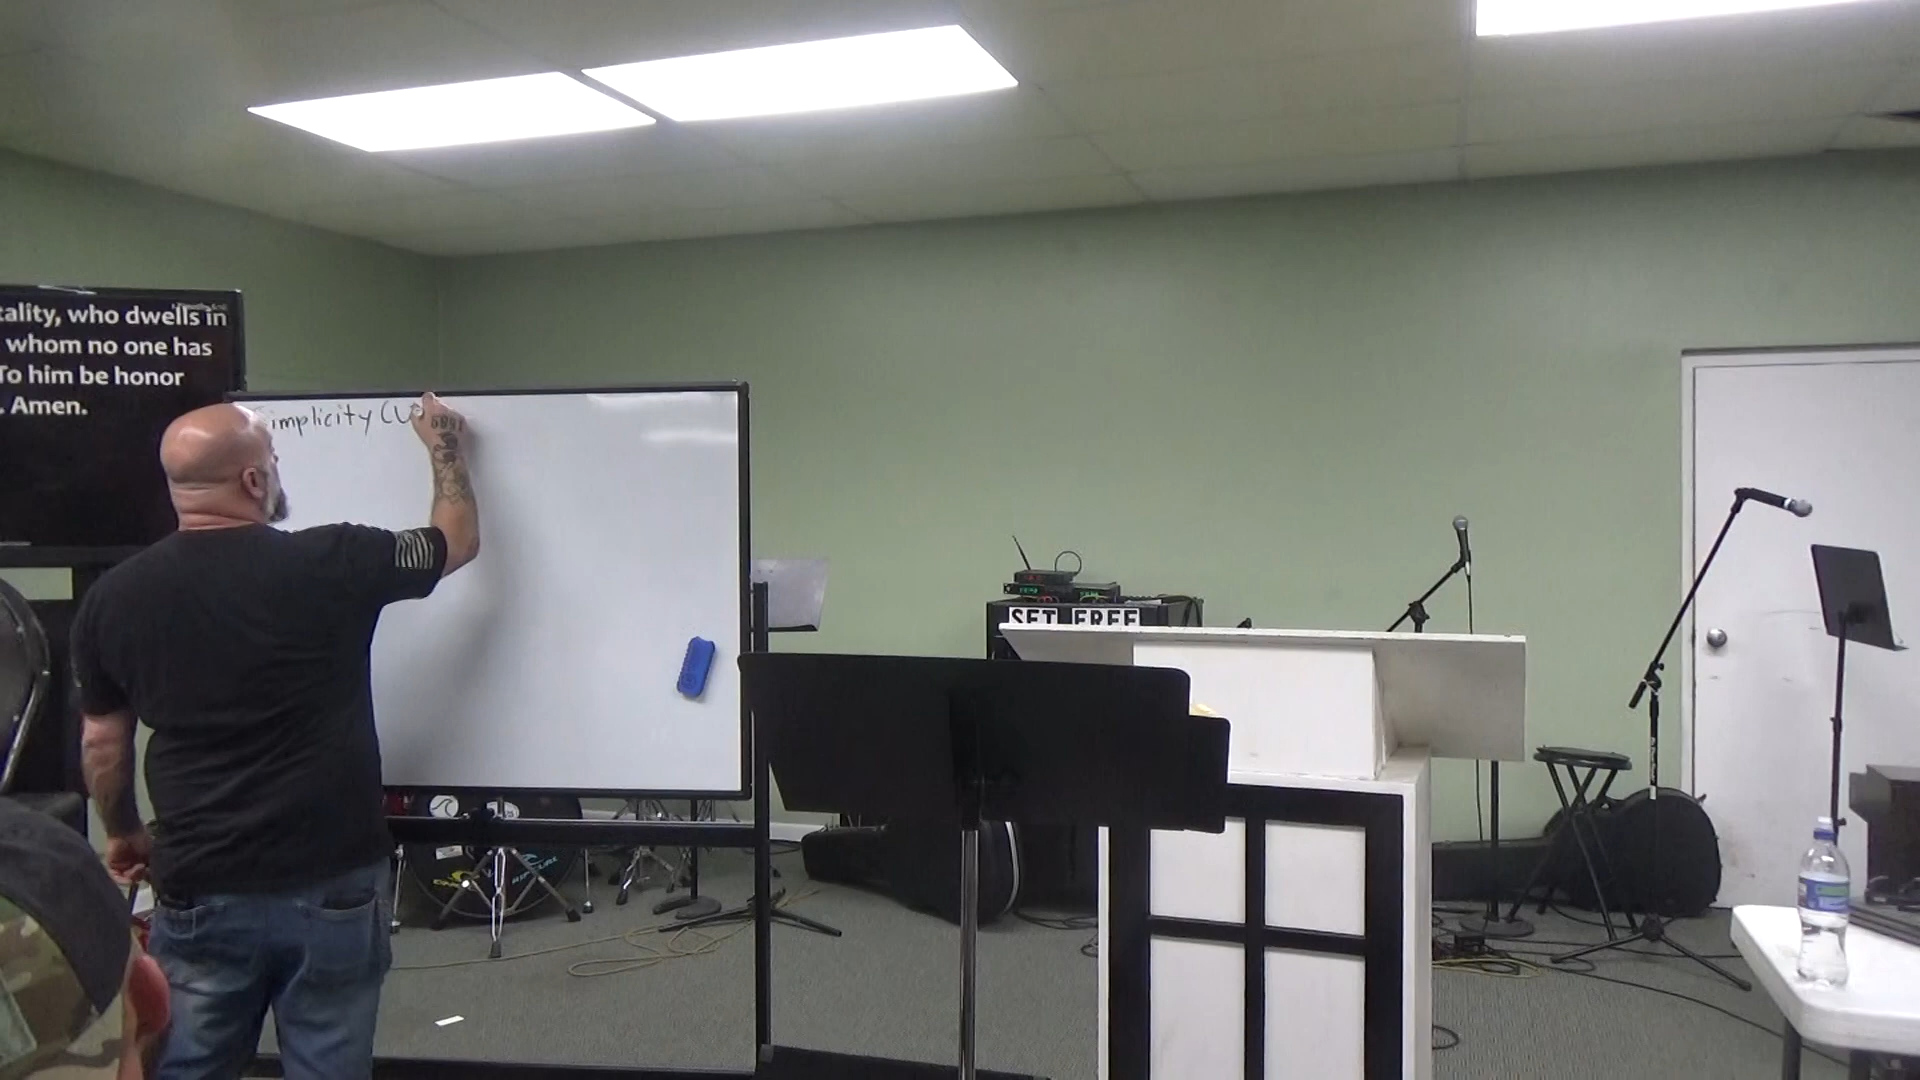 tality, who dwells in
whom no one has
To him be honor
. Amen.
Simplicity (U
SET FREE